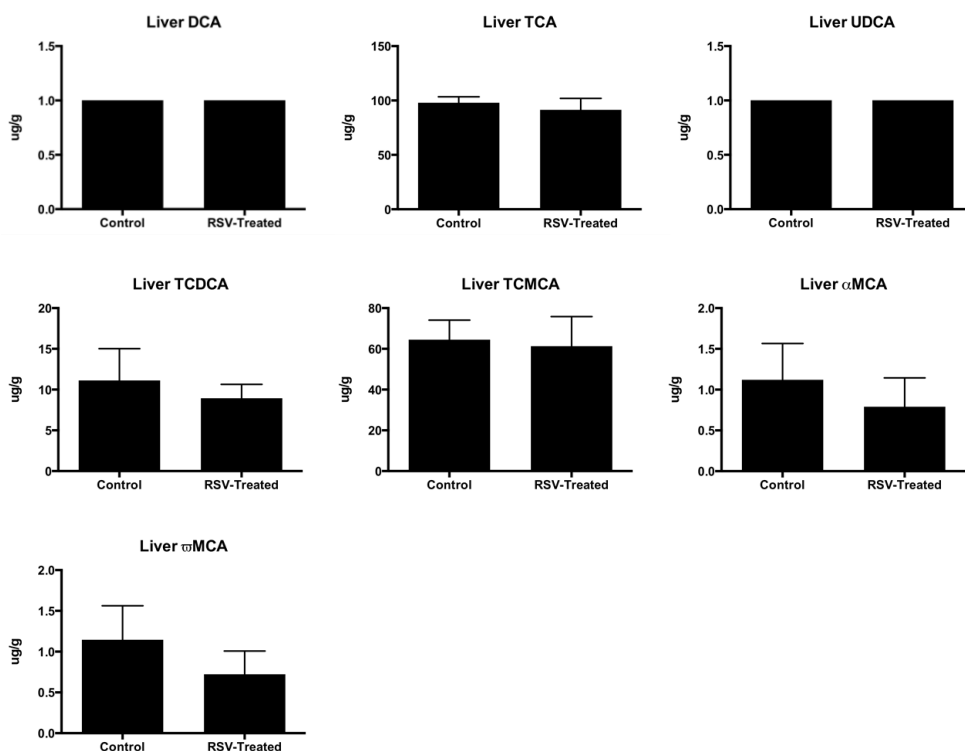 Liver DCA
1.5
1.0
0.5
0.0
ug/g
Control
RSV-Treated
Liver TCA
150
100
50
0
ug/g
Control
RSV-Treated
Liver UDCA
1.5
1.0
0.5
0.0
ug/g
Control
RSV-Treated
Liver TCDCA
20
15
10
5
0
ug/g
Control
RSV-Treated
Liver TCMCA
80
60
40
20
0
ug/g
Control
RSV-Treated
Liver αMCA
2.0
1.5
1.0
0.5
0.0
ug/g
Control
RSV-Treated
Liver ϖMCA
2.0
1.5
1.0
0.5
0.0
ug/g
Control
RSV-Treated